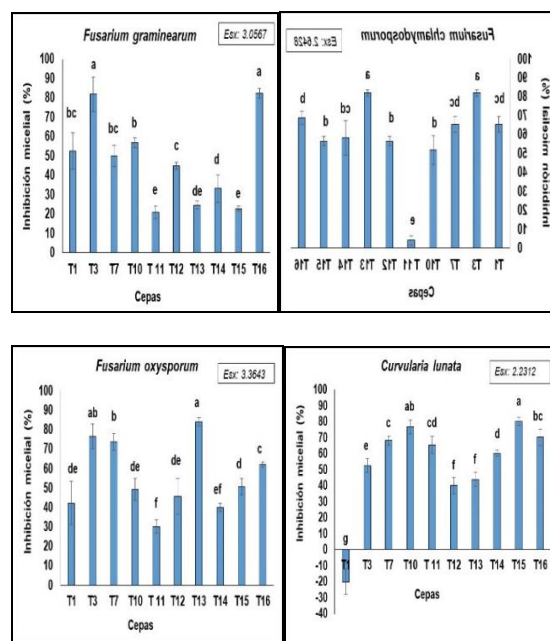 Fusarium graminearum
Esx: 3.0567
Inhibición micelial (%)
100
90
80
70
60
50
40
30
20
10
0
bc a bc b e c de d e a
T1 T3 T7 T10 T 11 T12 T13 T14 T15 T16
Cepas
Fusarium chlamydosporum
Esx: 2.6428
Inhibición micelial (%)
100
90
80
70
60
50
40
30
20
10
0
bc a bc d e d a cd d b
T1 T3 T7 T10 T 11 T12 T13 T14 T15 T16
Cepas
Fusarium oxysporum
Esx: 3.3643
Inhibición micelial (%)
100
90
80
70
60
50
40
30
20
10
0
de ab b de f de a ef d c
T1 T3 T7 T10 T 11 T12 T13 T14 T15 T16
Cepas
Curvularia lunata
Esx: 2.2312
Inhibición micelial (%)
100
90
80
70
60
50
40
30
20
10
0
-10
-20
-30
-40
g e c ab cd f f d a bc
T1 T3 T7 T10 T 11 T12 T13 T14 T15 T16
Cepas